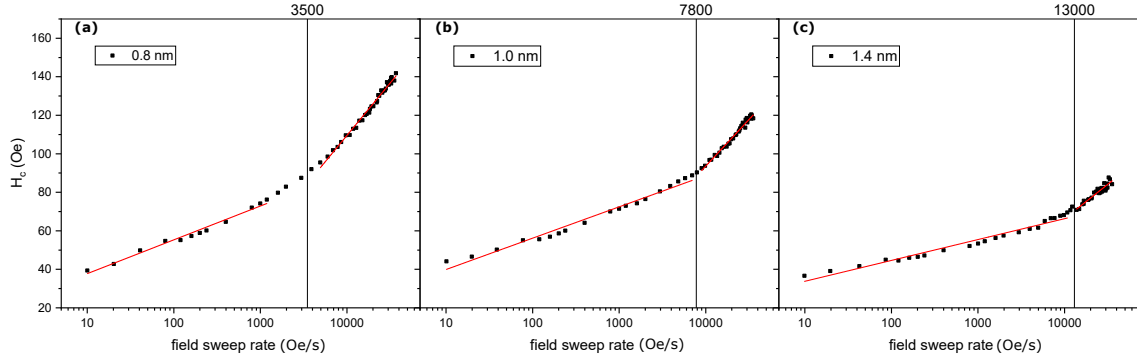 3500 7800 13000
(a) (b) (c)
0.8 nm 1.0 nm 1.4 nm
160
140
120
100
80
60
40
20
H_c (Oe)
10 100 1000 10000 10 100 1000 10000 10 100 1000 10000
field sweep rate (Oe/s) field sweep rate (Oe/s) field sweep rate (Oe/s)